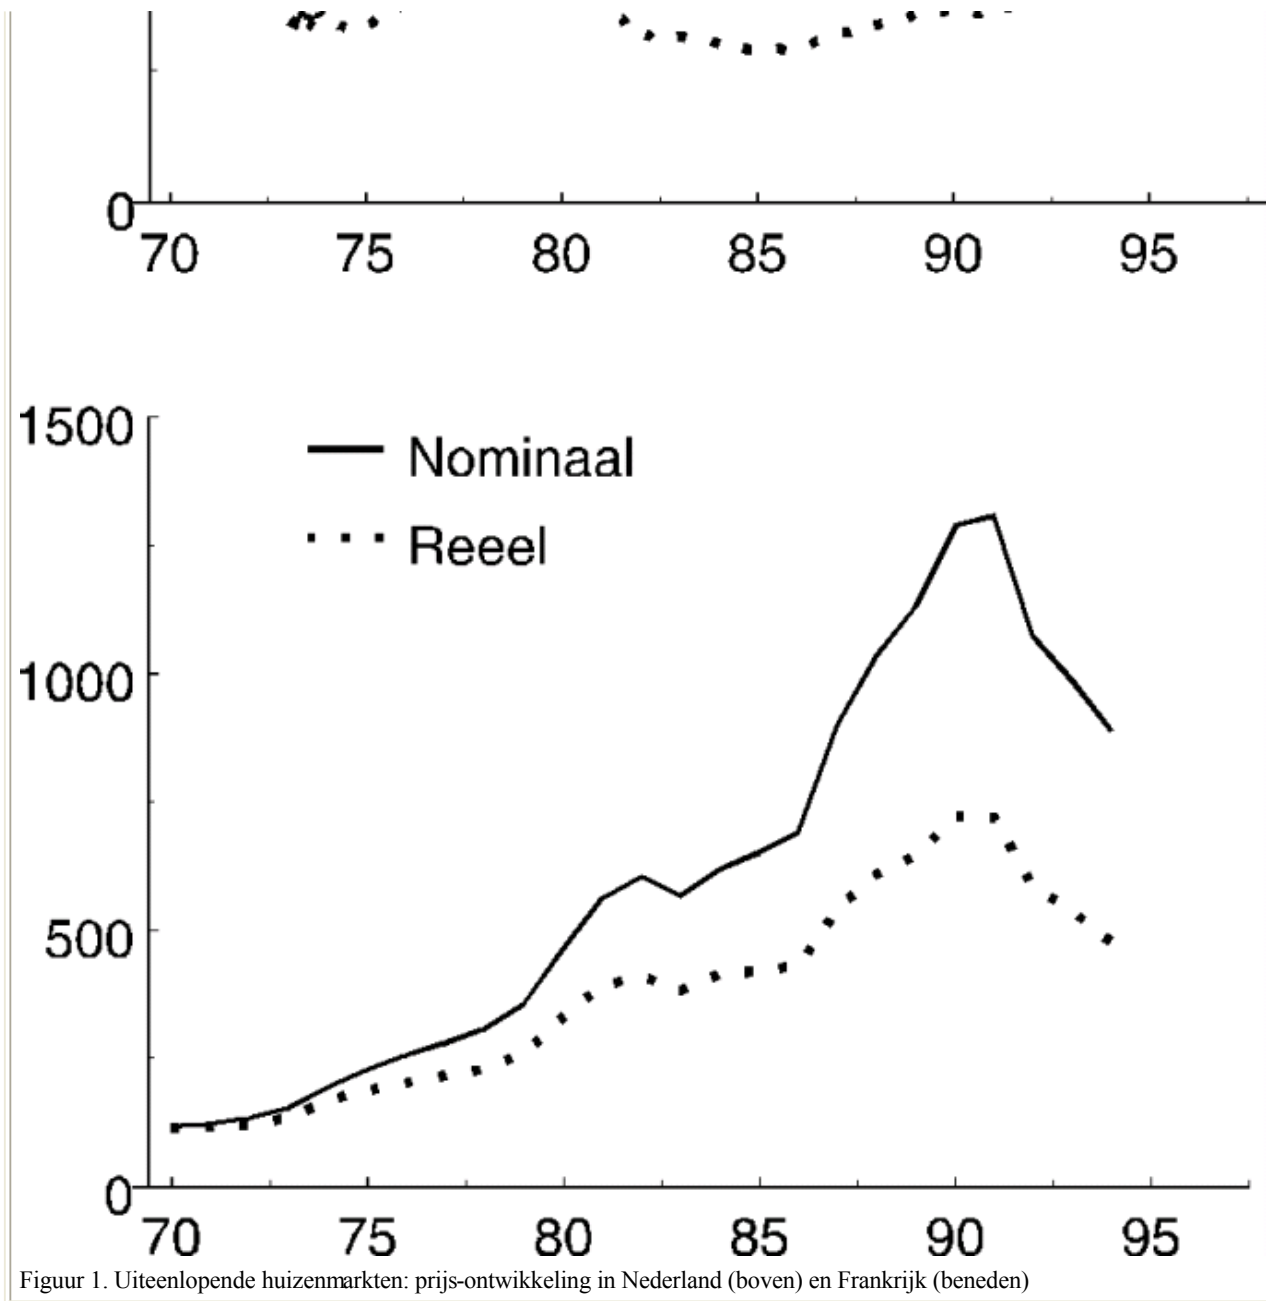 0
70 75 80 85 90 95
1500
Nominaal
Reeel
1000
500
0
70 75 80 85 90 95
Figuur 1. Uiteenlopende huizenmarkten: prijs-ontwikkeling in Nederland (boven) en Frankrijk (beneden)